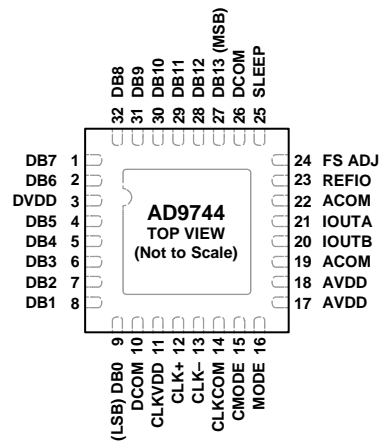 32 DB8
31 DB9
30 DB10
29 DB11
28 DB12
27 DB13 (MSB)
26 DCOM
25 SLEEP
DB7 1
DB6 2
DVDD 3
DB5 4
DB4 5
DB3 6
DB2 7
DB1 8
AD9744
TOP VIEW
(Not to Scale)
24 FS ADJ
23 REFIO
22 ACOM
21 IOUTA
20 IOUTB
19 ACOM
18 AVDD
17 AVDD
(LSB) DB0 9
DCOM 10
CLKVDD 11
CLK+ 12
CLK– 13
CLKCOM 14
CMODE 15
MODE 16